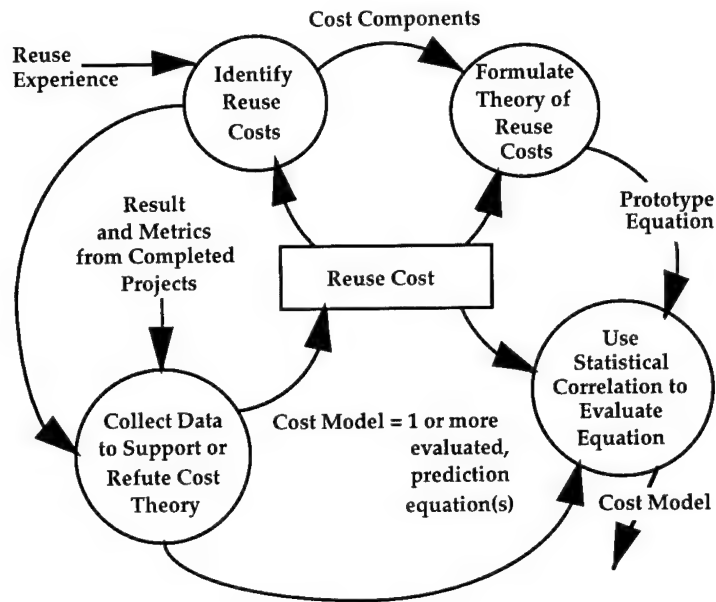 Cost Components
Reuse
Experience
Identify
Reuse
Costs
Formulate
Theory of
Reuse
Costs
Result
and Metrics
from Completed
Projects
Prototype
Equation
Reuse Cost
Use
Statistical
Correlation to
Evaluate
Equation
Collect Data
to Support or
Refute Cost
Theory
Cost Model = 1 or more
evaluated,
prediction
equation(s)
Cost Model